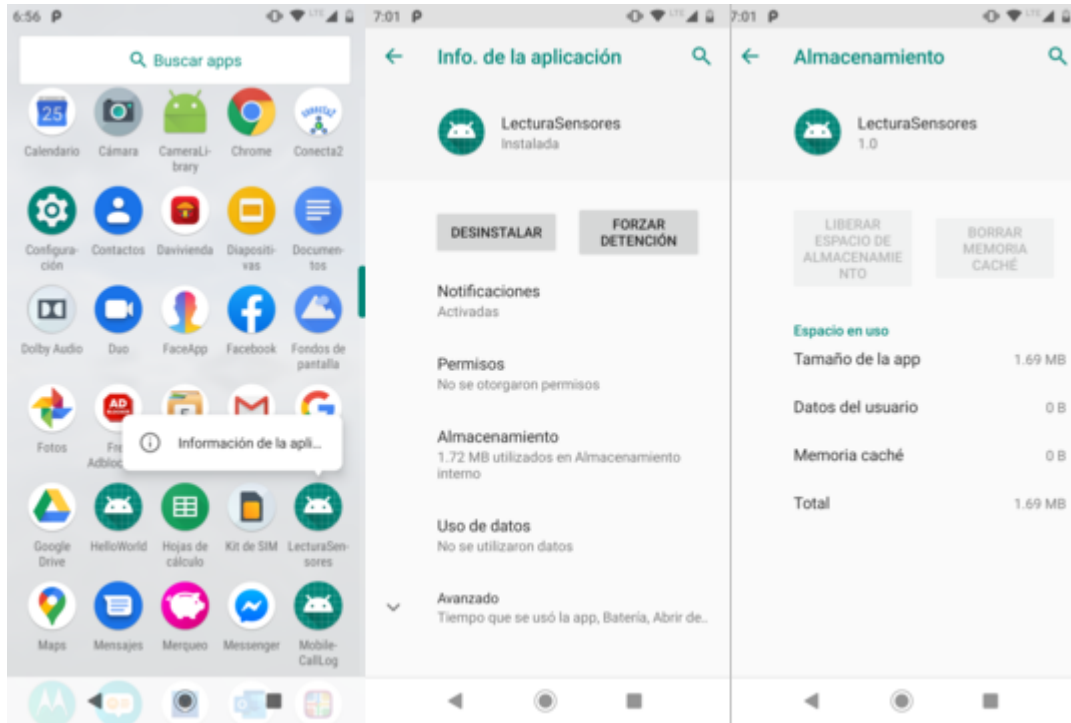 6:56 P LTE
Buscar apps
25
Calendario Cámara CameraLi- Chrome Conecta2
brary
Configura- Contactos Davivienda Diapositi- Documen-
ción vas tos
Dolby Audio Duo FaceApp Facebook Fondos de
pantalla
AD
Fotos Fre
Adbloc
Información de la apli...
Google HelloWorld Hojas de Kit de SIM LecturaSen-
Drive cálculo sores
Maps Mensajes Merqueo Messenger Mobile-
CallLog
7:01 P LTE
Info. de la aplicación
LecturaSensores
Instalada
DESINSTALAR
FORZAR
DETENCIÓN
Notificaciones
Activadas
Permisos
No se otorgaron permisos
Almacenamiento
1.72 MB utilizados en Almacenamiento
interno
Uso de datos
No se utilizaron datos
Avanzado
Tiempo que se usó la app, Batería, Abrir de..
7:01 P LTE
Almacenamiento
LecturaSensores
1.0
LIBERAR
ESPACIO DE
ALMACENAMIE
NTO
BORRAR
MEMORIA
CACHÉ
Espacio en uso
Tamaño de la app 1.69 MB
Datos del usuario 0 B
Memoria caché 0 B
Total 1.69 MB